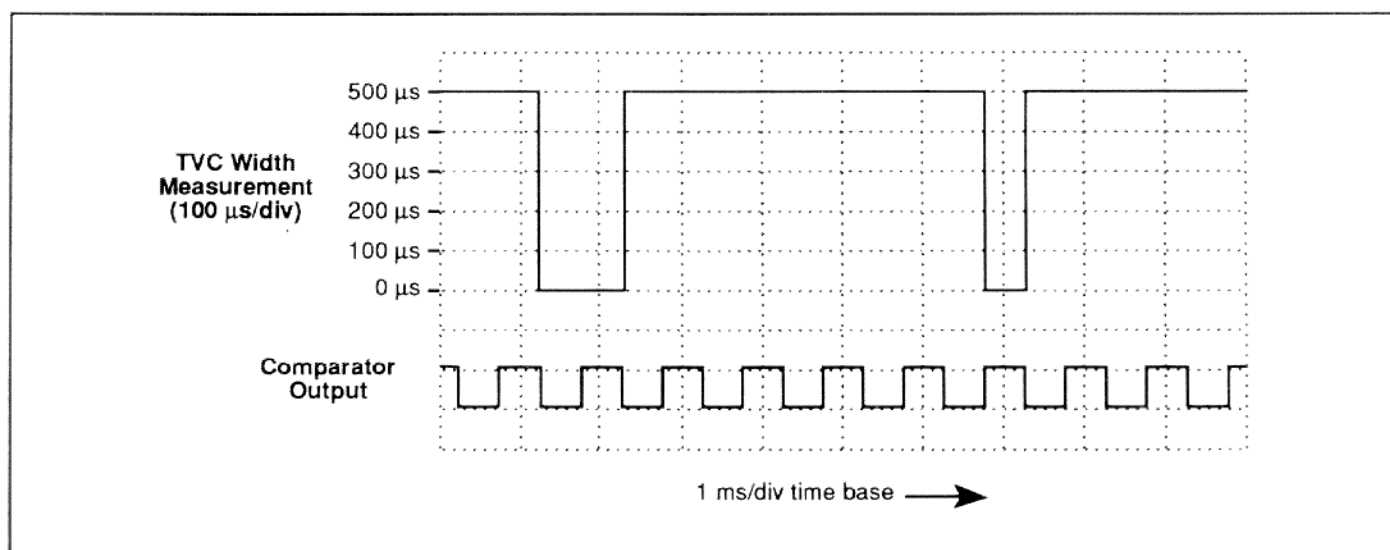 500 µs
400 µs
TVC Width
Measurement
(100 µs/div)
300 µs
200 µs
100 µs
0 µs
Comparator
Output
1 ms/div time base